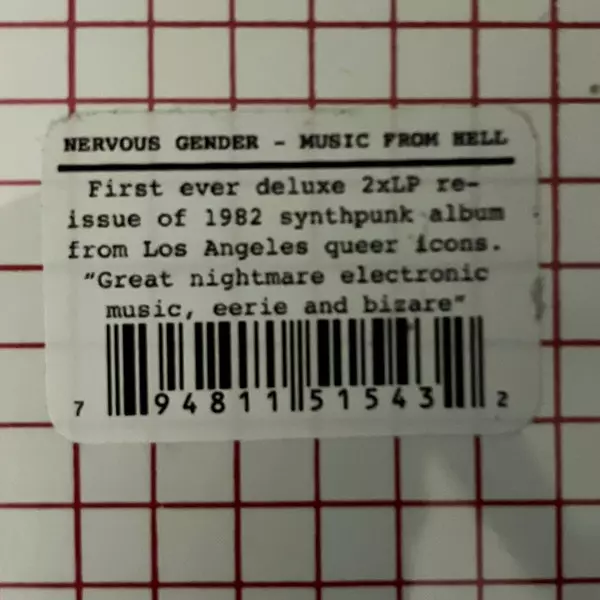 NERVOUS GENDER - MUSIC FROM HELL
First ever deluxe 2xLP re-
issue of 1982 synthpunk album
from Los Angeles queer icons.
"Great nightmare electronic
music, eerie and bizare"
7 94811 51543 2